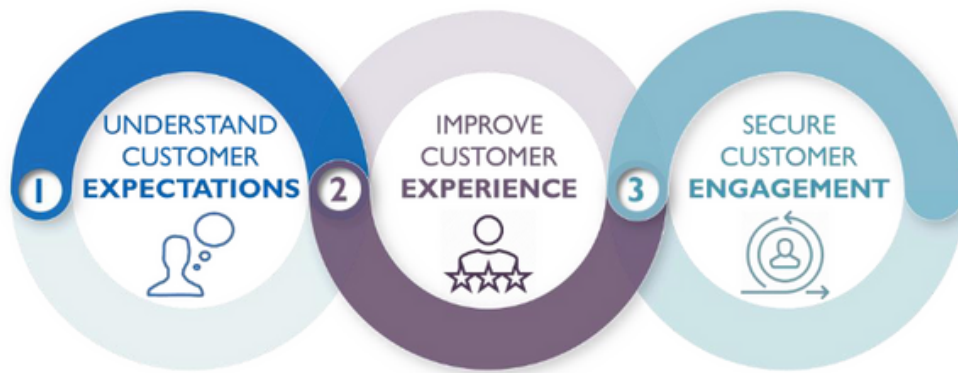 1
UNDERSTAND
CUSTOMER
EXPECTATIONS
2
IMPROVE
CUSTOMER
EXPERIENCE
3
SECURE
CUSTOMER
ENGAGEMENT